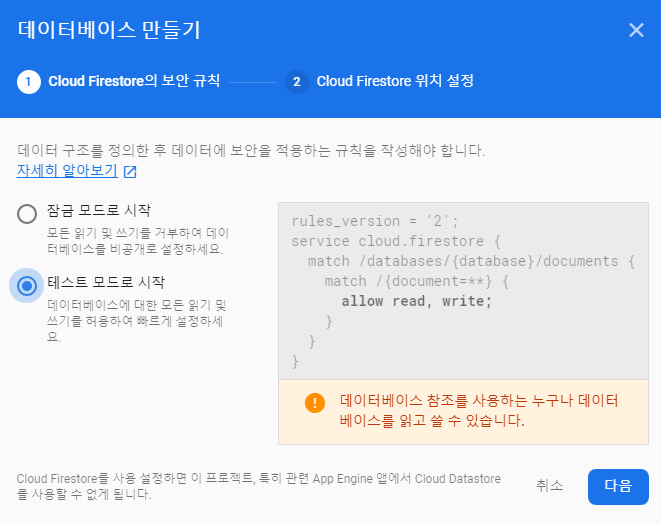 데이터베이스 만들기
1 Cloud Firestore의 보안 규칙
2 Cloud Firestore 위치 설정
데이터 구조를 정의한 후 데이터에 보안을 적용하는 규칙을 작성해야 합니다.
자세히 알아보기
잠금 모드로 시작
모든 읽기 및 쓰기를 거부하여 데이
터베이스를 비공개로 설정하세요.
테스트 모드로 시작
데이터베이스에 대한 모든 읽기 및
쓰기를 허용하여 빠르게 설정하세
요.
rules_version = '2';
service cloud.firestore {
match /databases/{database}/documents {
match /{document=**} {
allow read, write;
}
}
}
데이터베이스 참조를 사용하는 누구나 데이터
베이스를 읽고 쓸 수 있습니다.
Cloud Firestore를 사용 설정하면 이 프로젝트, 특히 관련 App Engine 앱에서 Cloud Datastore
를 사용할 수 없게 됩니다.
취소
다음